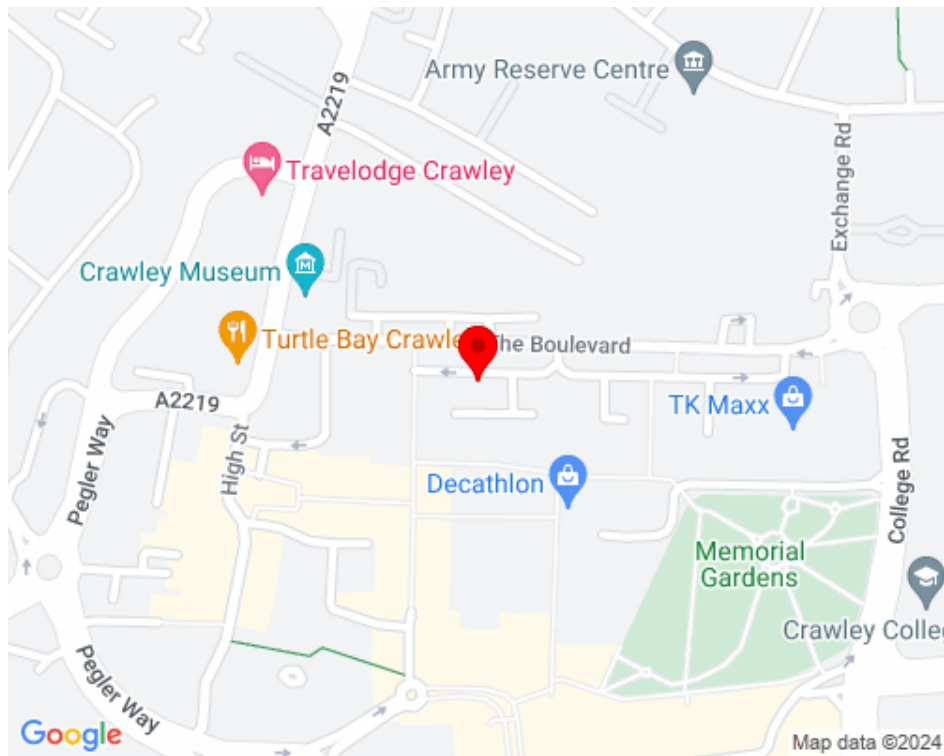 Army Reserve Centre
A2219
Travelodge Crawley
Exchange Rd
Crawley Museum
Turtle Bay Crawle
The Boulevard
A2219
TK Maxx
Pegler Way
High St
Decathlon
College Rd
Memorial
Gardens
Crawley Colleg
Pegler Way
Google
Map data ©2024